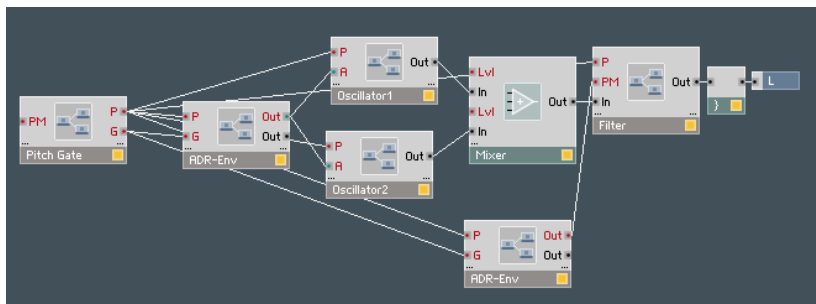 PM
P
G
...
...
Pitch Gate
P
G
Out
Out
...
...
ADR-Env
P
A
Out
...
...
Oscillator1
P
A
Out
...
...
Oscillator2
Lvl
In
Lvl
In
Out
...
...
Mixer
P
G
Out
Out
...
...
ADR-Env
P
PM
In
Out
...
...
Filter
}
L